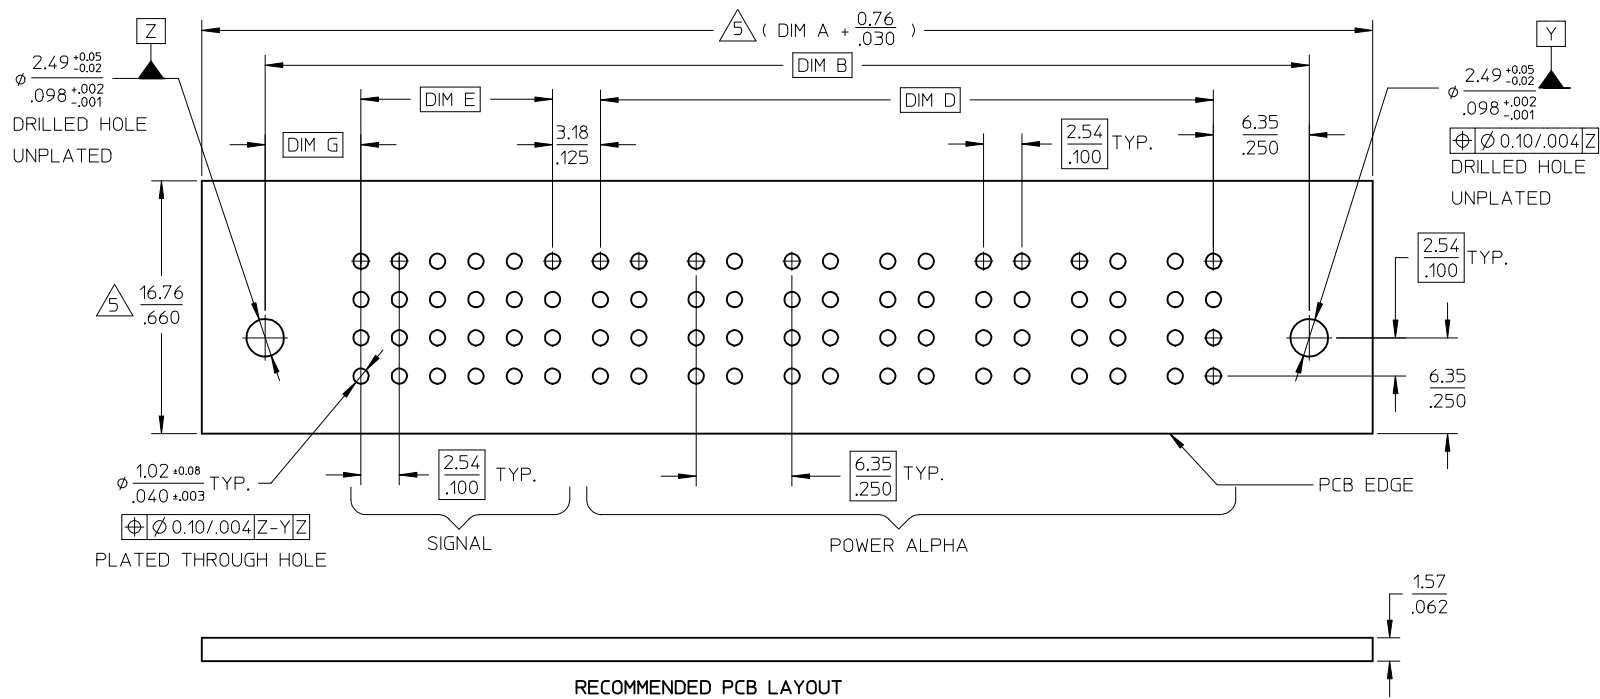 Z
5 ( DIM A + 0.76 / .030 )
Y
DIM B
⌀ 2.49 +0.05 -0.02
.098 +.002 -.001
DRILLED HOLE
UNPLATED
DIM E
DIM D
⌀ 2.49 +0.05 -0.02
.098 +.002 -.001
⌖ ⌀ 0.10/.004 Z
DRILLED HOLE
UNPLATED
DIM G
3.18
.125
2.54
.100 TYP.
6.35
.250
2.54
.100 TYP.
5 16.76
.660
6.35
.250
⌀ 1.02 ±0.08
.040 ±.003 TYP.
⌖ ⌀ 0.10/.004 Z-Y Z
PLATED THROUGH HOLE
2.54
.100 TYP.
6.35
.250 TYP.
PCB EDGE
SIGNAL
POWER ALPHA
1.57
.062
RECOMMENDED PCB LAYOUT